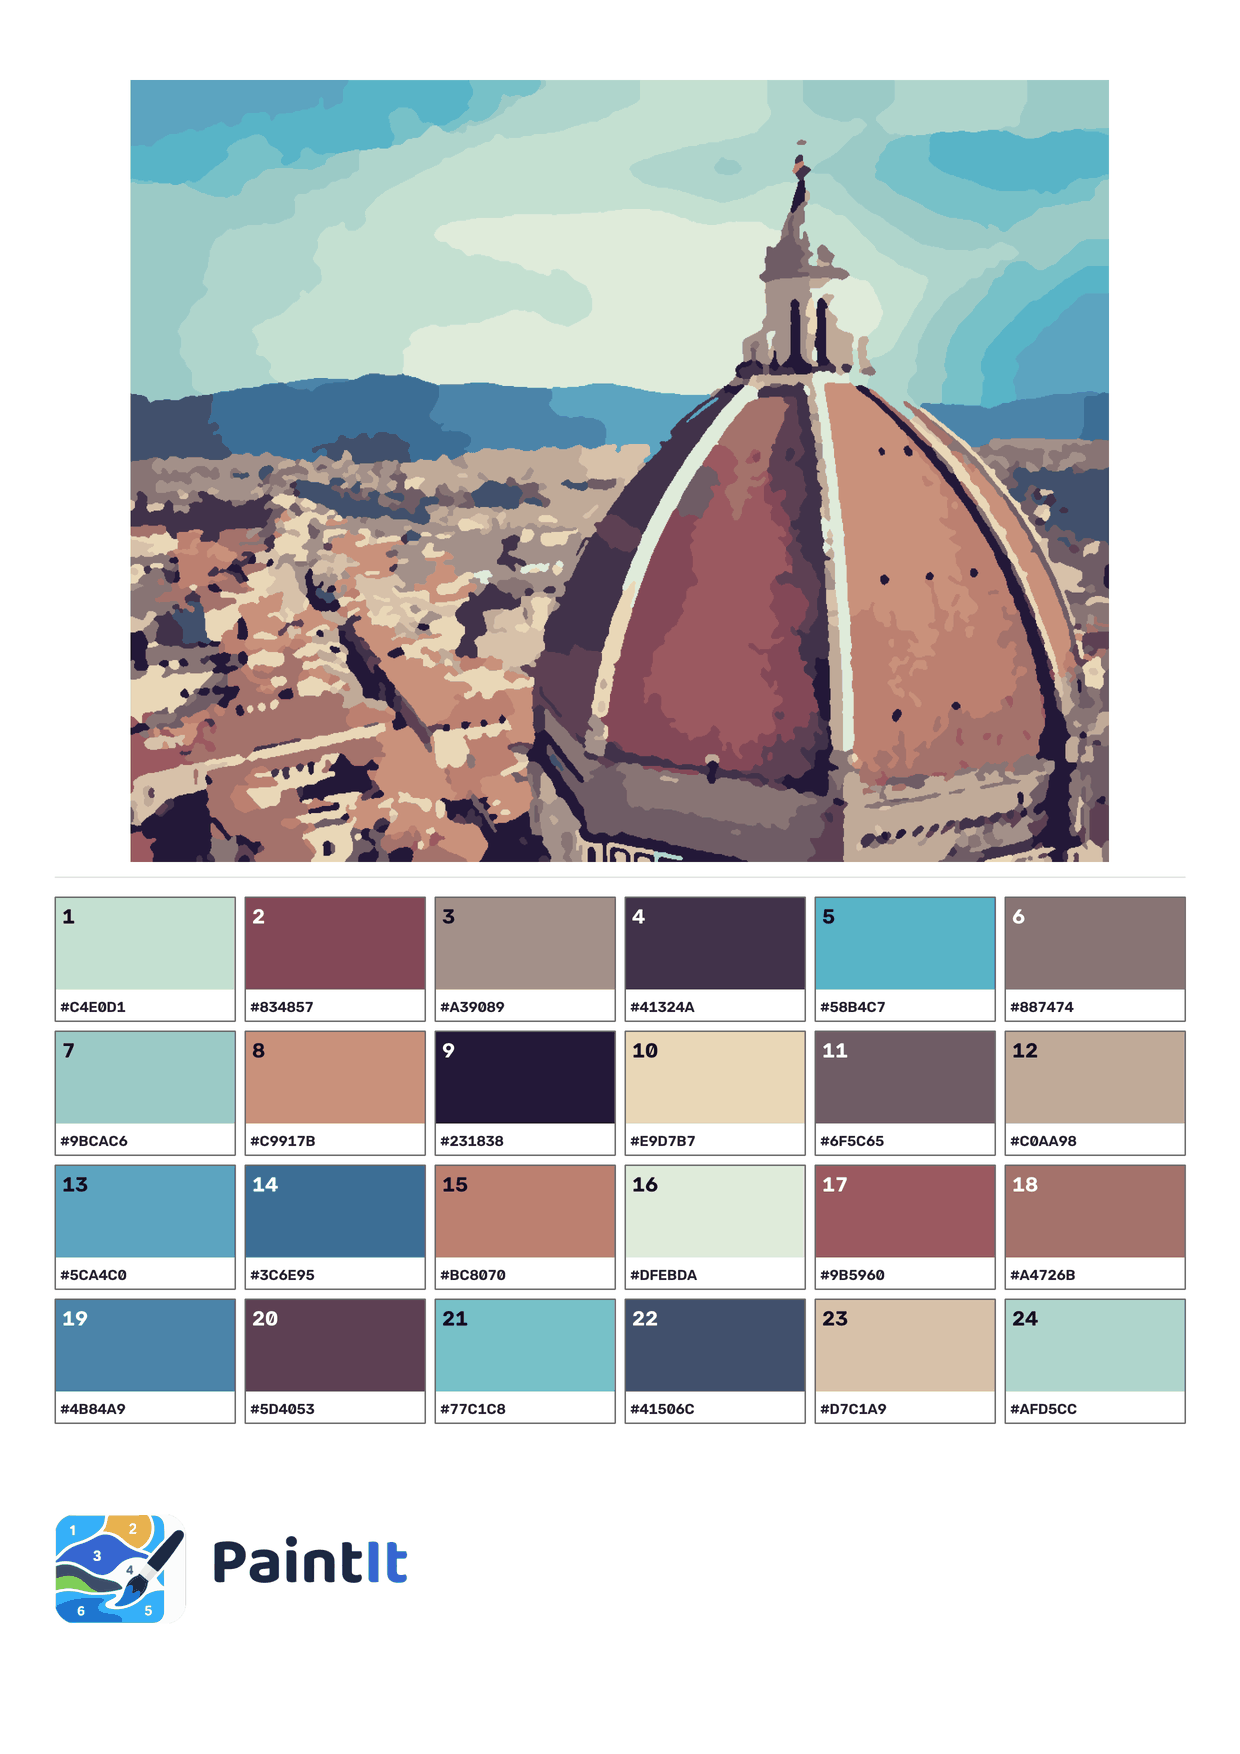 1 2 3 4 5 6
#C4E0D1 #834857 #A39089 #41324A #58B4C7 #887474
7 8 9 10 11 12
#9BCAC6 #C9917B #231838 #E9D7B7 #6F5C65 #C0AA98
13 14 15 16 17 18
#5CA4C0 #3C6E95 #BC8070 #DFEBDA #9B5960 #A4726B
19 20 21 22 23 24
#4B84A9 #5D4053 #77C1C8 #41506C #D7C1A9 #AFD5CC
1 2
3
4
6 5
PaintIt